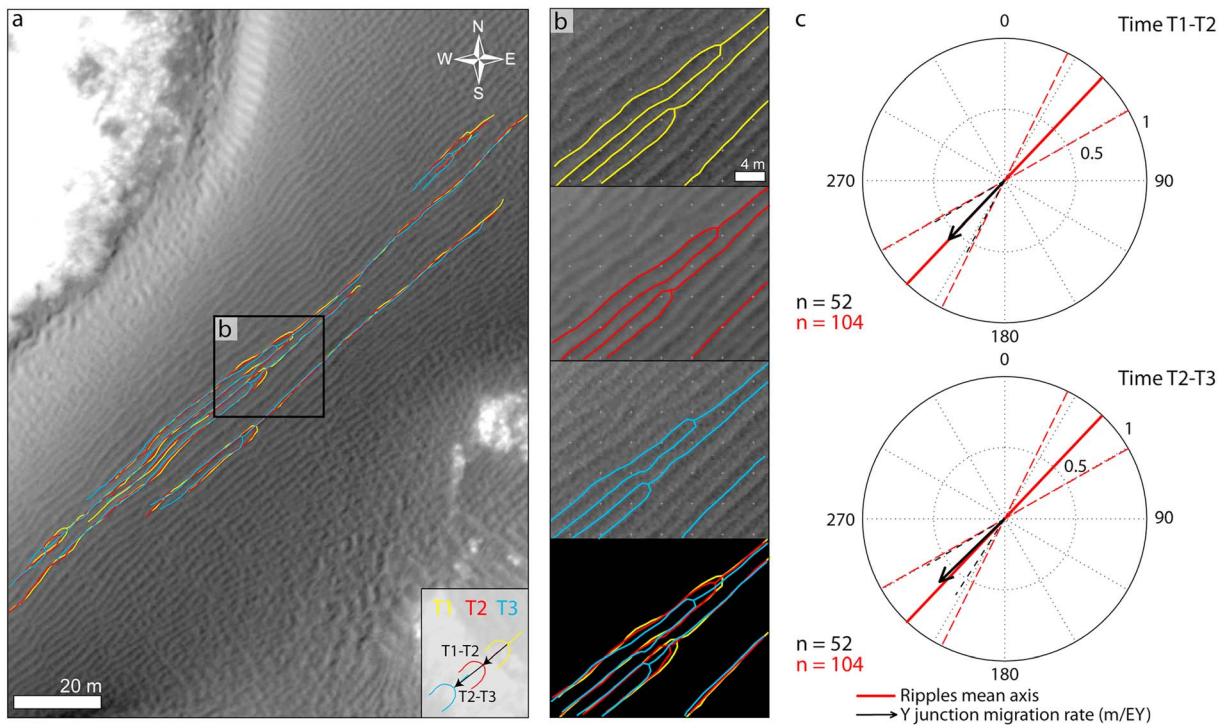 a
N
W E
S
b
T1 T2 T3
T1-T2
T2-T3
20 m
b
4 m
c
Time T1-T2
0
1
0.5
270
90
n = 52
n = 104
180
Time T2-T3
0
1
0.5
270
90
n = 52
n = 104
180
Ripples mean axis
Y junction migration rate (m/EY)